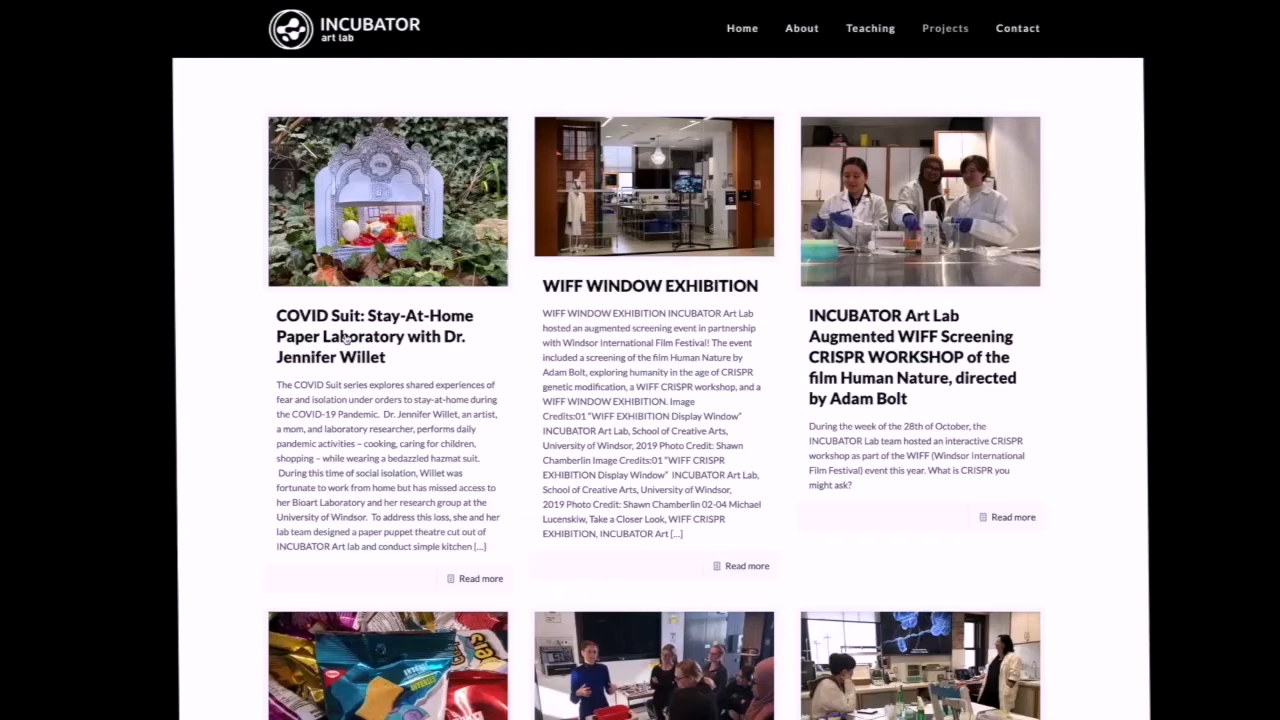 INCUBATOR
art lab
Home
About
Teaching
Projects
Contact
COVID Suit: Stay-At-Home
Paper Laboratory with Dr.
Jennifer Willet
The COVID Suit series explores shared experiences of
fear and isolation under orders to stay-at-home during
the COVID-19 Pandemic. Dr. Jennifer Willet, an artist,
a mom, and laboratory researcher, performs daily
pandemic activities – cooking, caring for children,
shopping – while wearing a bedazzled hazmat suit.
During this time of social isolation, Willet was
fortunate to work from home but has missed access to
her Bioart Laboratory and her research group at the
University of Windsor. To address this loss, she and her
lab team designed a paper puppet theatre cut out of
INCUBATOR Art lab and conduct simple kitchen [...]
Read more
WIFF WINDOW EXHIBITION
WIFF WINDOW EXHIBITION INCUBATOR Art Lab
hosted an augmented screening event in partnership
with Windsor International Film Festival! The event
included a screening of the film Human Nature by
Adam Bolt, exploring humanity in the age of CRISPR
genetic modification, a WIFF CRISPR workshop, and a
WIFF WINDOW EXHIBITION. Image
Credits:01 "WIFF EXHIBITION Display Window"
INCUBATOR Art Lab, School of Creative Arts,
University of Windsor, 2019 Photo Credit: Shawn
Chamberlin Image Credits:01 "WIFF CRISPR
EXHIBITION Display Window" INCUBATOR Art Lab,
School of Creative Arts, University of Windsor,
2019 Photo Credit: Shawn Chamberlin 02-04 Michael
Lucenskiw, Take a Closer Look, WIFF CRISPR
EXHIBITION, INCUBATOR Art [...]
Read more
INCUBATOR Art Lab
Augmented WIFF Screening
CRISPR WORKSHOP of the
film Human Nature, directed
by Adam Bolt
During the week of the 28th of October, the
INCUBATOR Lab team hosted an interactive CRISPR
workshop as part of the WIFF (Windsor International
Film Festival) event this year. What is CRISPR you
might ask?
Read more